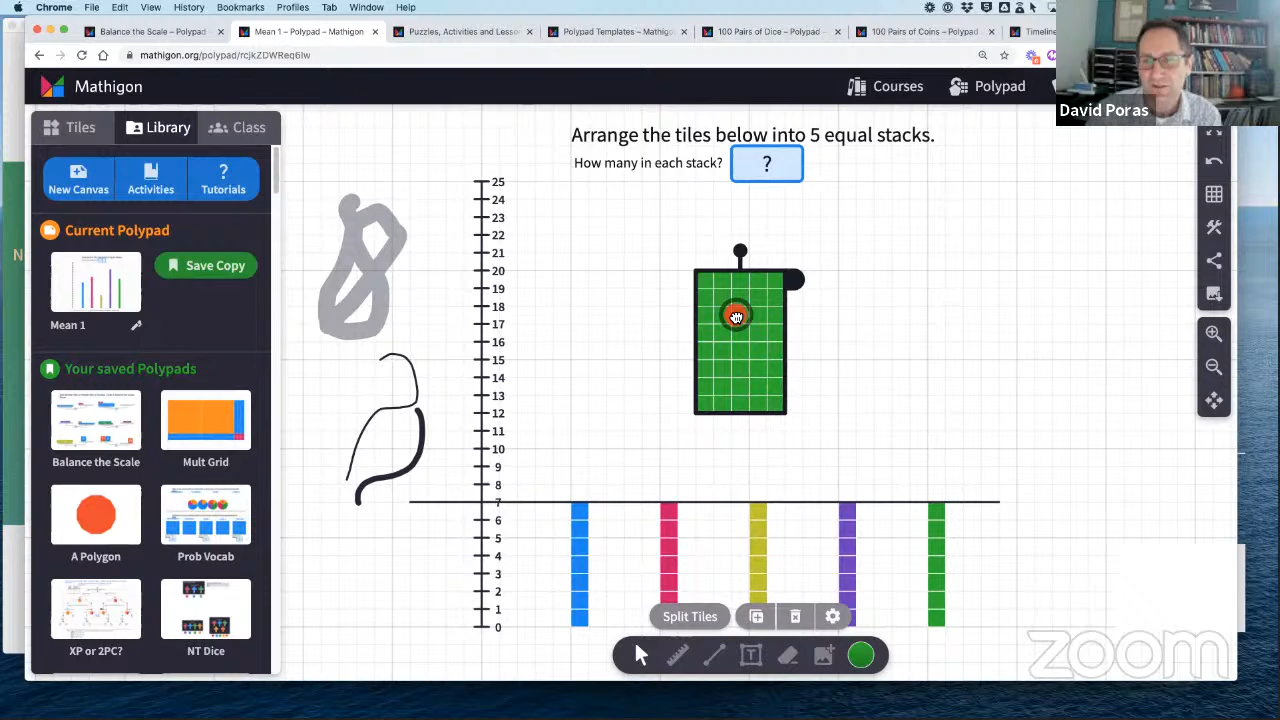 Chrome File Edit View History Bookmarks Profiles Tab Window Help
Balance the Scale – Polypad
Mean 1 – Polypad – Mathigon
Puzzles, Activities and Lesson
Polypad Templates – Mathigo
100 Pairs of Dice – Polypad –
100 Pairs of Coins – Polypad
Timeline
mathigon.org/polypad/rcjkZDWReq6lw
Mathigon
Courses
Polypad
David Poras
Tiles
Library
Class
New Canvas
Activities
?
Tutorials
Current Polypad
Save Copy
Mean 1
Your saved Polypads
Balance the Scale
Mult Grid
A Polygon
Prob Vocab
XP or 2PC?
NT Dice
Arrange the tiles below into 5 equal stacks.
How many in each stack?
?
25
24
23
22
21
20
19
18
17
16
15
14
13
12
11
10
9
8
7
6
5
4
3
2
1
0
8
Split Tiles
T
zoom
N